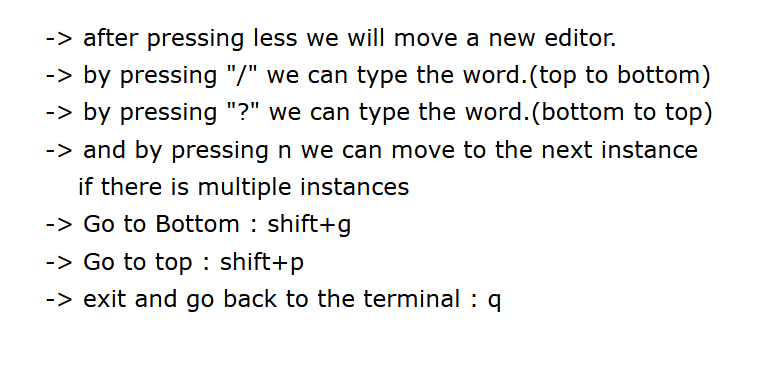 -> after pressing less we will move a new editor.
-> by pressing "/" we can type the word.(top to bottom)
-> by pressing "?" we can type the word.(bottom to top)
-> and by pressing n we can move to the next instance
if there is multiple instances
-> Go to Bottom : shift+g
-> Go to top : shift+p
-> exit and go back to the terminal : q